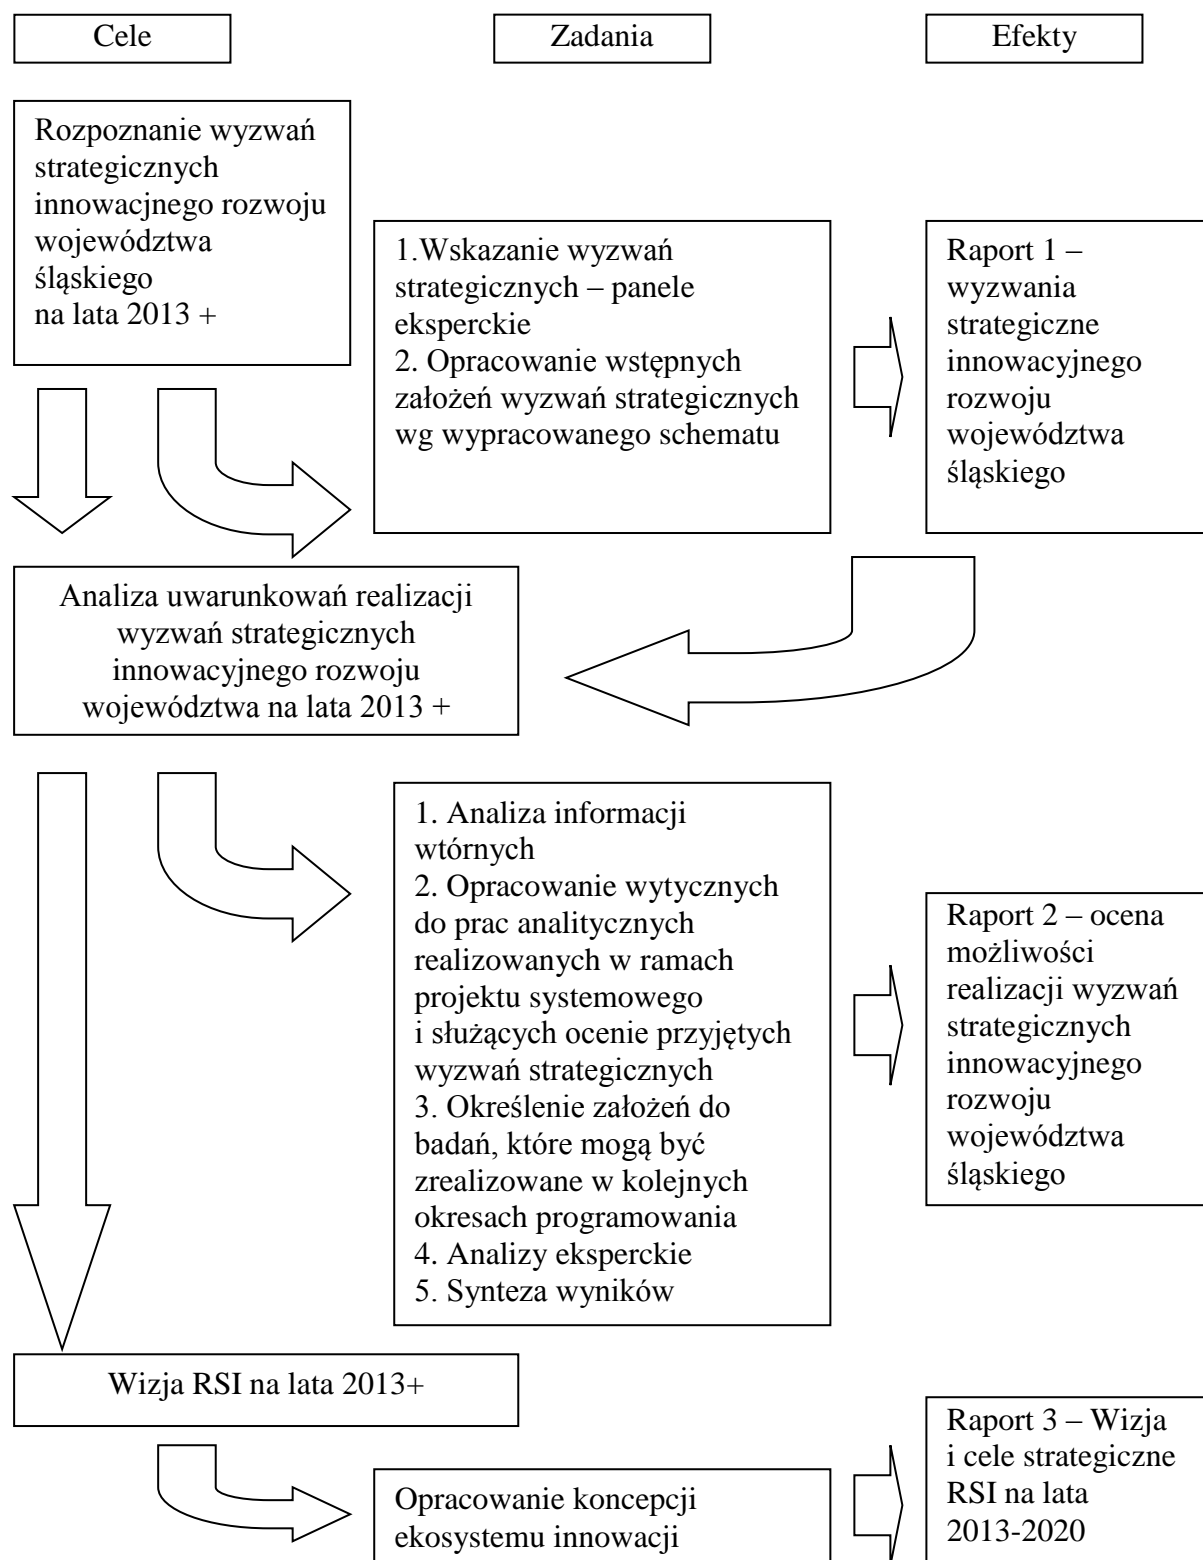 Cele
Zadania
Efekty
Rozpoznanie wyzwań
strategicznych
innowacjnego rozwoju
województwa
śląskiego
na lata 2013 +
1.Wskazanie wyzwań
strategicznych – panele
eksperckie
2. Opracowanie wstępnych
założeń wyzwań strategicznych
wg wypracowanego schematu
Raport 1 –
wyzwania
strategiczne
innowacyjnego
rozwoju
województwa
śląskiego
Analiza uwarunkowań realizacji
wyzwań strategicznych
innowacyjnego rozwoju
województwa na lata 2013 +
1. Analiza informacji
wtórnych
2. Opracowanie wytycznych
do prac analitycznych
realizowanych w ramach
projektu systemowego
i służących ocenie przyjętych
wyzwań strategicznych
3. Określenie założeń do
badań, które mogą być
zrealizowane w kolejnych
okresach programowania
4. Analizy eksperckie
5. Synteza wyników
Raport 2 – ocena
możliwości
realizacji wyzwań
strategicznych
innowacyjnego
rozwoju
województwa
śląskiego
Wizja RSI na lata 2013+
Opracowanie koncepcji
ekosystemu innowacji
Raport 3 – Wizja
i cele strategiczne
RSI na lata
2013-2020